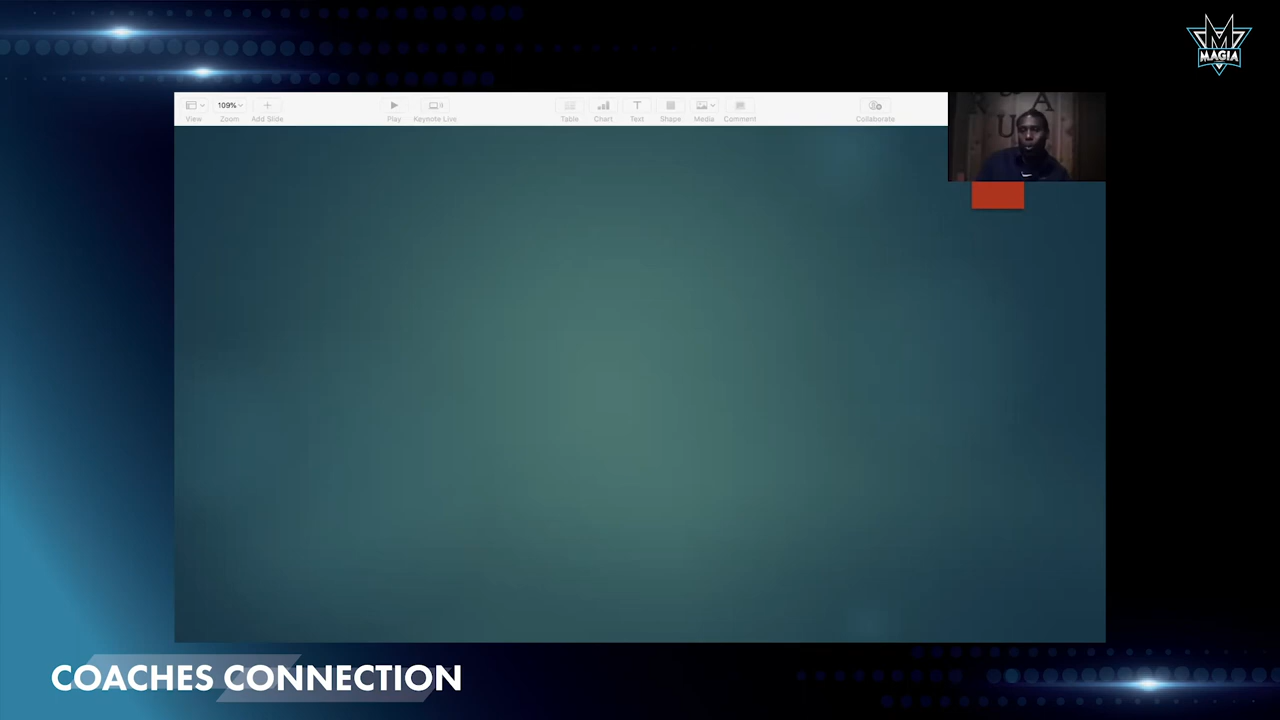 M
MAGIA
109%
View
Zoom
Add Slide
Play
Keynote Live
Table
Chart
T
Text
Shape
Media
Comment
Collaborate
R U A
U
COACHES CONNECTION